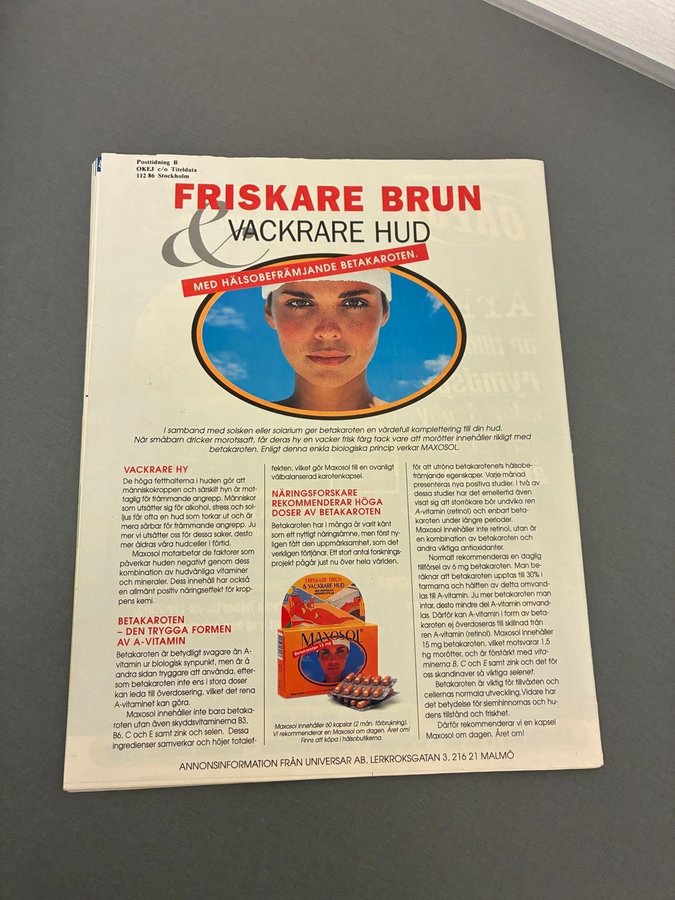 Posttidning B
OKEJ c/o Titeldata
112 86 Stockholm
FRISKARE BRUN
& VACKRARE HUD
MED HÄLSOBEFRÄMJANDE BETAKAROTEN.
I samband med solsken eller solarium ger betakaroten en värdefull komplettering till din hud.
När småbarn dricker morotssaft, får deras hy en vacker frisk färg tack vare att morötter innehåller rikligt med
betakaroten. Enligt denna enkla biologiska princip verkar MAXOSOL.
VACKRARE HY
De höga fetthalterna i huden gör att
människokroppen och särskilt hyn är mot-
taglig för främmande angrepp. Människor
som utsätter sig för alkohol, stress och sol-
ljus får ofta en hud som torkar ut och är
mera sårbar för främmande angrepp. Ju
mer vi utsätter oss för dessa saker, desto
mer åldras våra hudceller i förtid.
Maxosol motarbetar de faktorer som
påverkar huden negativt genom dess
kombination av hudvänliga vitaminer
och mineraler. Dess innehåll har också
en allmänt positiv näringseffekt för krop-
pens kemi.
BETAKAROTEN
– DEN TRYGGA FORMEN
AV A-VITAMIN
Betakaroten är betydligt svagare än A-
vitamin ur biologisk synpunkt, men är å
andra sidan tryggare att använda, efter-
som betakaroten inte ens i stora doser
kan leda till överdosering, vilket det rena
A-vitaminet kan göra.
Maxosol innehåller inte bara betaka-
roten utan även skyddsvitaminerna B3,
B6, C och E samt zink och selen. Dessa
ingredienser samverkar och höjer totalef-
fekten, vilket gör Maxosol till en ovanligt
välbalanserad karotenkapsel.
NÄRINGSFORSKARE
REKOMMENDERAR HÖGA
DOSER AV BETAKAROTEN
Betakaroten har i många år varit känt
som ett nyttigt näringsämne, men först ny-
ligen fått den uppmärksamhet, som det
verkligen förtjänar. Ett stort antal forsknings-
projekt pågår just nu över hela världen,
FRISKARE BRUN
& VACKRARE HUD
MAXOSOL
Betakaroten 15 mg
Maxosol innehåller 60 kapslar (2 mån. förbrukning).
Vi rekommenderar en Maxosol om dagen. Året om!
Finns att köpa i hälsobutikerna.
för att utröna betakarotenets hälsobe-
främjande egenskaper. Varje månad
presenteras nya positiva studier. I två av
dessa studier har det emellertid även
visat sig att storrökare bör undvika ren
A-vitamin (retinol) och enbart beta-
karoten under längre perioder.
Maxosol innehåller inte retinol, utan är
en kombination av betakaroten och
andra viktiga antioxidanter.
Normalt rekommenderas en daglig
tillförsel av 6 mg betakaroten. Man be-
räknar att betakaroten upptas till 30% i
tarmarna och hälften av detta omvand-
las till A-vitamin. Ju mer betakaroten man
intar, desto mindre del A-vitamin omvand-
las. Därför kan A-vitamin i form av beta-
karoten ej överdoseras till skillnad från
ren A-vitamin (retinol). Maxosol innehåller
15 mg betakaroten, vilket motsvarar 1,5
hg morötter, och är förstärkt med vita-
minerna B, C och E samt zink och det för
oss skandinaver så viktiga selenet.
Betakaroten är viktig för tillväxten och
cellernas normala utveckling. Vidare har
det betydelse för slemhinnornas och hu-
dens tillstånd och friskhet.
Därför rekommenderar vi en kapsel
Maxosol om dagen. Året om!
ANNONSINFORMATION FRÅN UNIVERSAR AB, LERKROKSGATAN 3, 216 21 MALMÖ